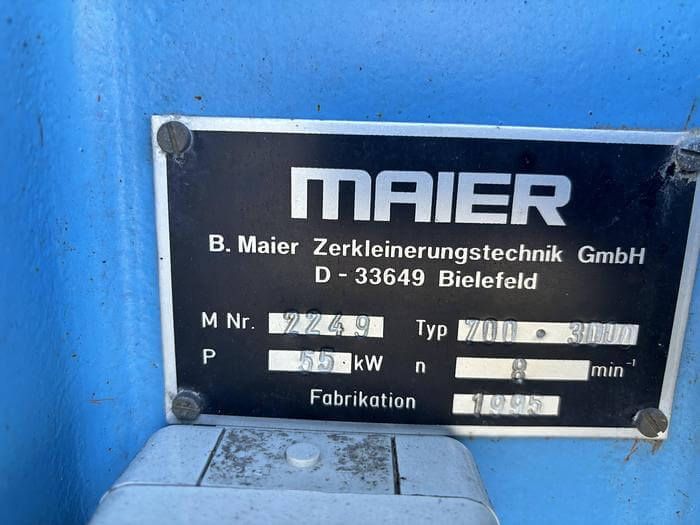 MAIER
B. Maier Zerkleinerungstechnik GmbH
D - 33649 Bielefeld
M Nr. 2249 Typ 700 · 3000
P 55 kW n 8 min⁻¹
Fabrikation 1995